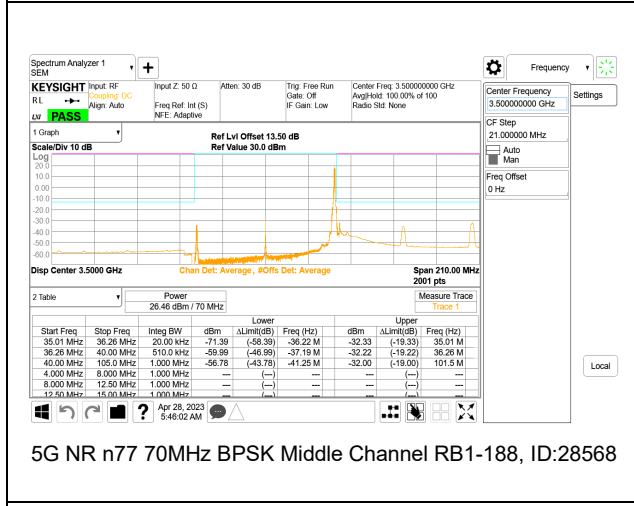 Spectrum Analyzer 1
SEM
+
Frequency
KEYSIGHT Input: RF Input Z: 50 Ω Atten: 30 dB Trig: Free Run Center Freq: 3.500000000 GHz
RL Coupling: DC Gate: Off Avg|Hold: 100.00% of 100
Align: Auto Freq Ref: Int (S) IF Gain: Low Radio Std: None
LXI PASS NFE: Adaptive
Center Frequency
3.500000000 GHz
Settings
CF Step
21.000000 MHz
Auto
Man
Freq Offset
0 Hz
Local
1 Graph
Ref Lvl Offset 13.50 dB
Scale/Div 10 dB Ref Value 30.0 dBm
Log
20.0
10.0
0.00
-10.0
-20.0
-30.0
-40.0
-50.0
-60.0
Disp Center 3.5000 GHz Chan Det: Average, #Offs Det: Average Span 210.00 MHz
2001 pts
2 Table Power Measure Trace
26.46 dBm / 70 MHz Trace 1
Lower Upper
Start Freq Stop Freq Integ BW dBm ΔLimit(dB) Freq (Hz) dBm ΔLimit(dB) Freq (Hz)
35.01 MHz 36.26 MHz 20.00 kHz -71.39 (-58.39) -36.22 M -32.33 (-19.33) 35.01 M
36.26 MHz 40.00 MHz 510.0 kHz -59.99 (-46.99) -37.19 M -32.22 (-19.22) 36.26 M
40.00 MHz 105.0 MHz 1.000 MHz -56.78 (-43.78) -41.25 M -32.00 (-19.00) 101.5 M
4.000 MHz 8.000 MHz 1.000 MHz --- (---) --- --- (---) ---
8.000 MHz 12.50 MHz 1.000 MHz --- (---) --- --- (---) ---
12.50 MHz 15.00 MHz 1.000 MHz --- (---) --- --- (---) ---
? Apr 28, 2023
5:46:02 AM
5G NR n77 70MHz BPSK Middle Channel RB1-188, ID:28568